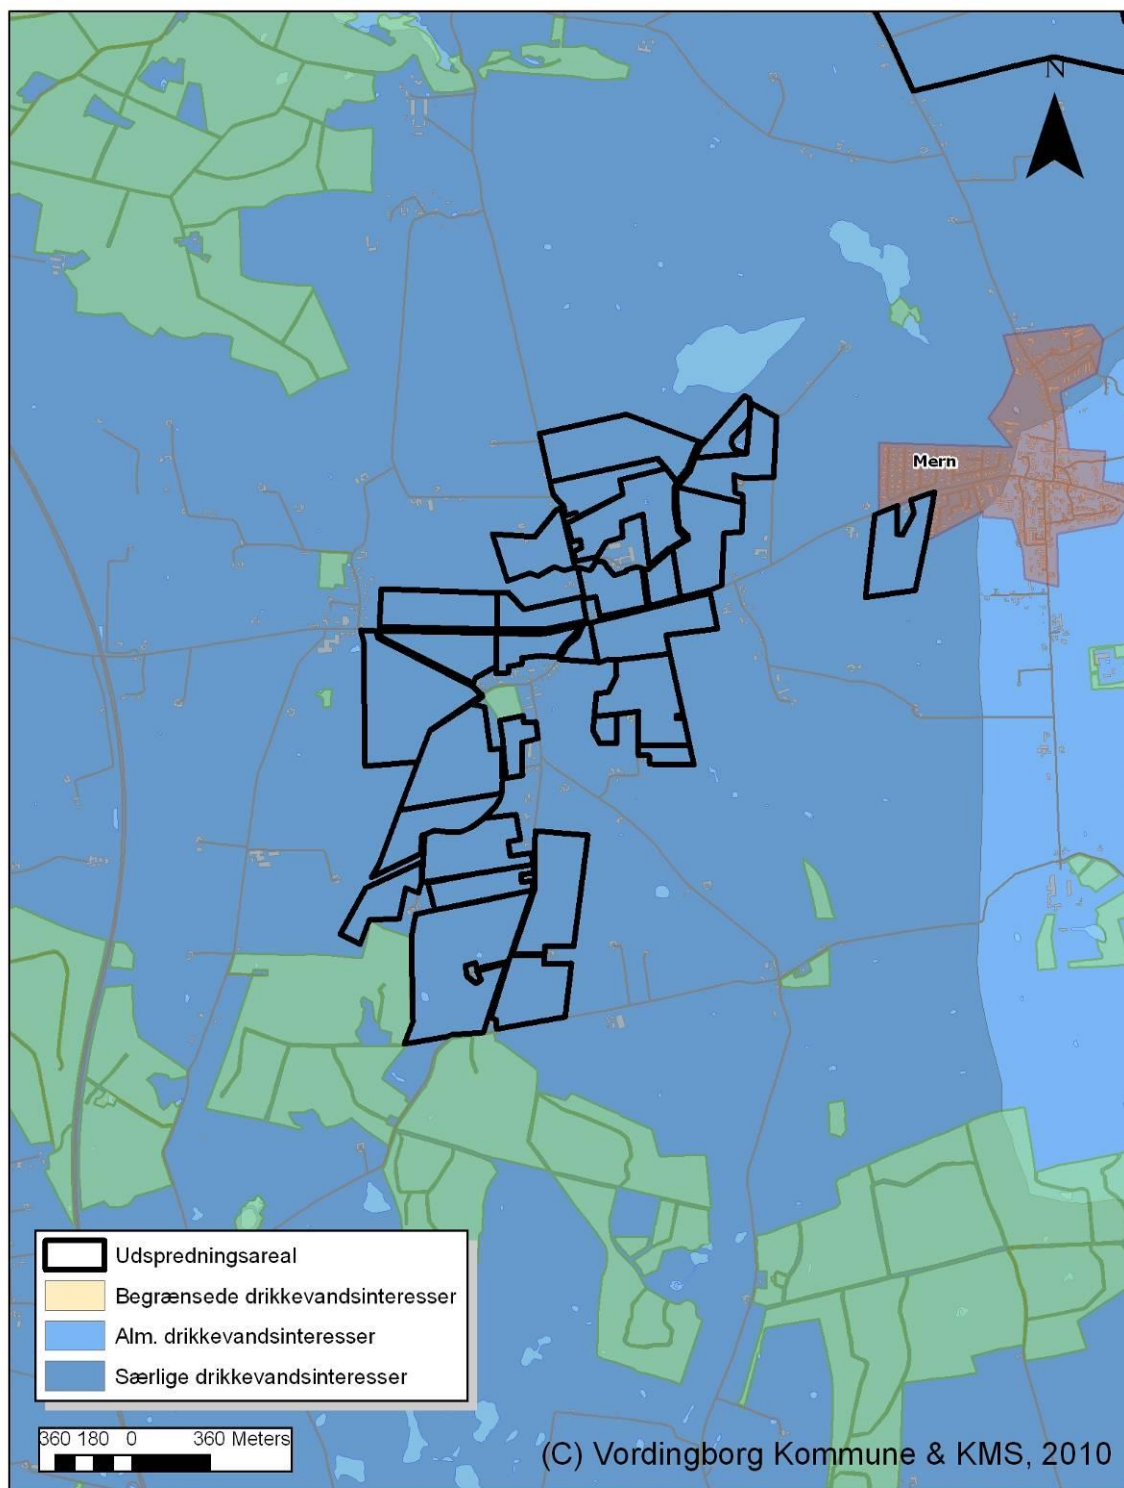 N
Mern
Udspredningsareal
Begrænsede drikkevandsinteresser
Alm. drikkevandsinteresser
Særlige drikkevandsinteresser
360 180 0 360 Meters
(C) Vordingborg Kommune & KMS, 2010